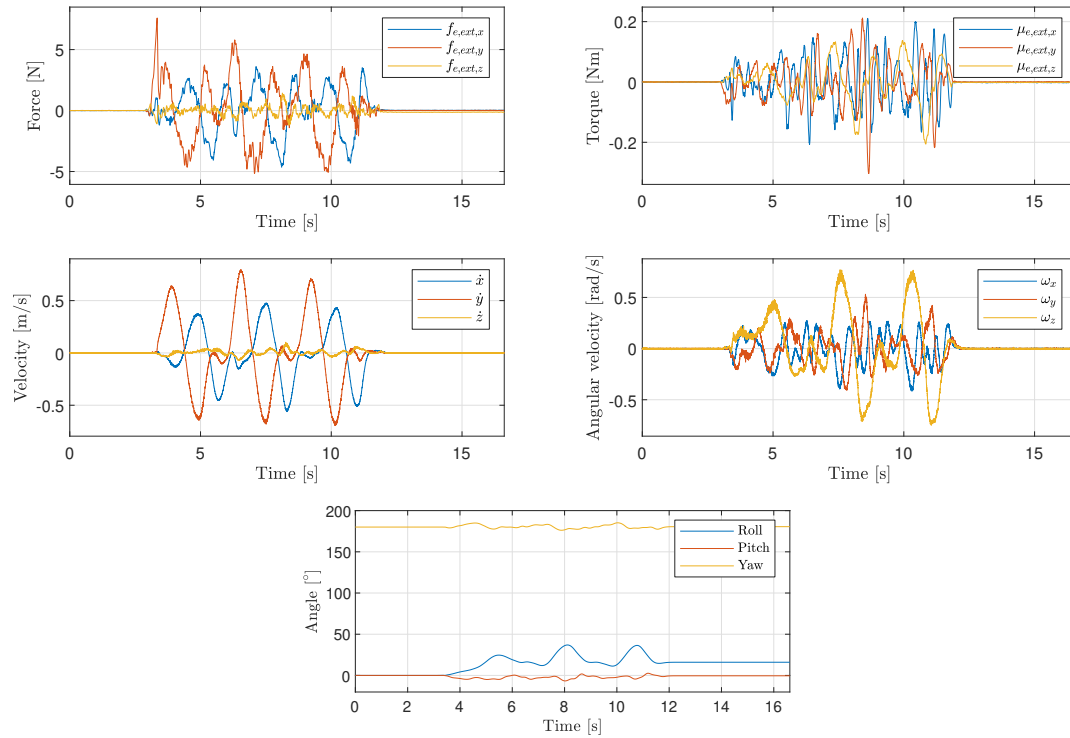 5
0
-5
Force [N]
0 5 10 15
Time [s]
f_{e,ext,x}
f_{e,ext,y}
f_{e,ext,z}
0.2
0
-0.2
Torque [Nm]
0 5 10 15
Time [s]
μ_{e,ext,x}
μ_{e,ext,y}
μ_{e,ext,z}
0.5
0
-0.5
Velocity [m/s]
0 5 10 15
Time [s]
ẋ
ẏ
ż
0.5
0
-0.5
Angular velocity [rad/s]
0 5 10 15
Time [s]
ω_x
ω_y
ω_z
200
150
100
50
0
Angle [°]
0 2 4 6 8 10 12 14 16
Time [s]
Roll
Pitch
Yaw